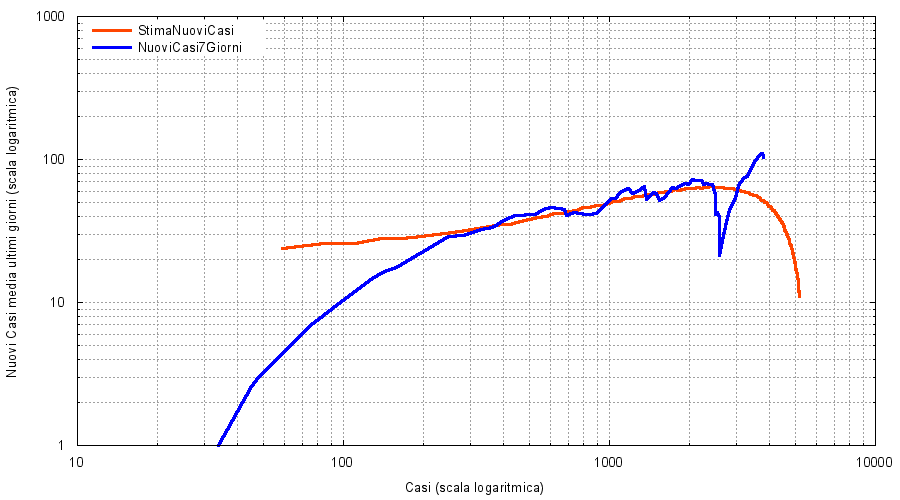 1000
StimaNuoviCasi
NuoviCasi7Giorni
100
10
1
10 100 1000 10000
Nuovi Casi media ultimi giorni (scala logaritmica)
Casi (scala logaritmica)